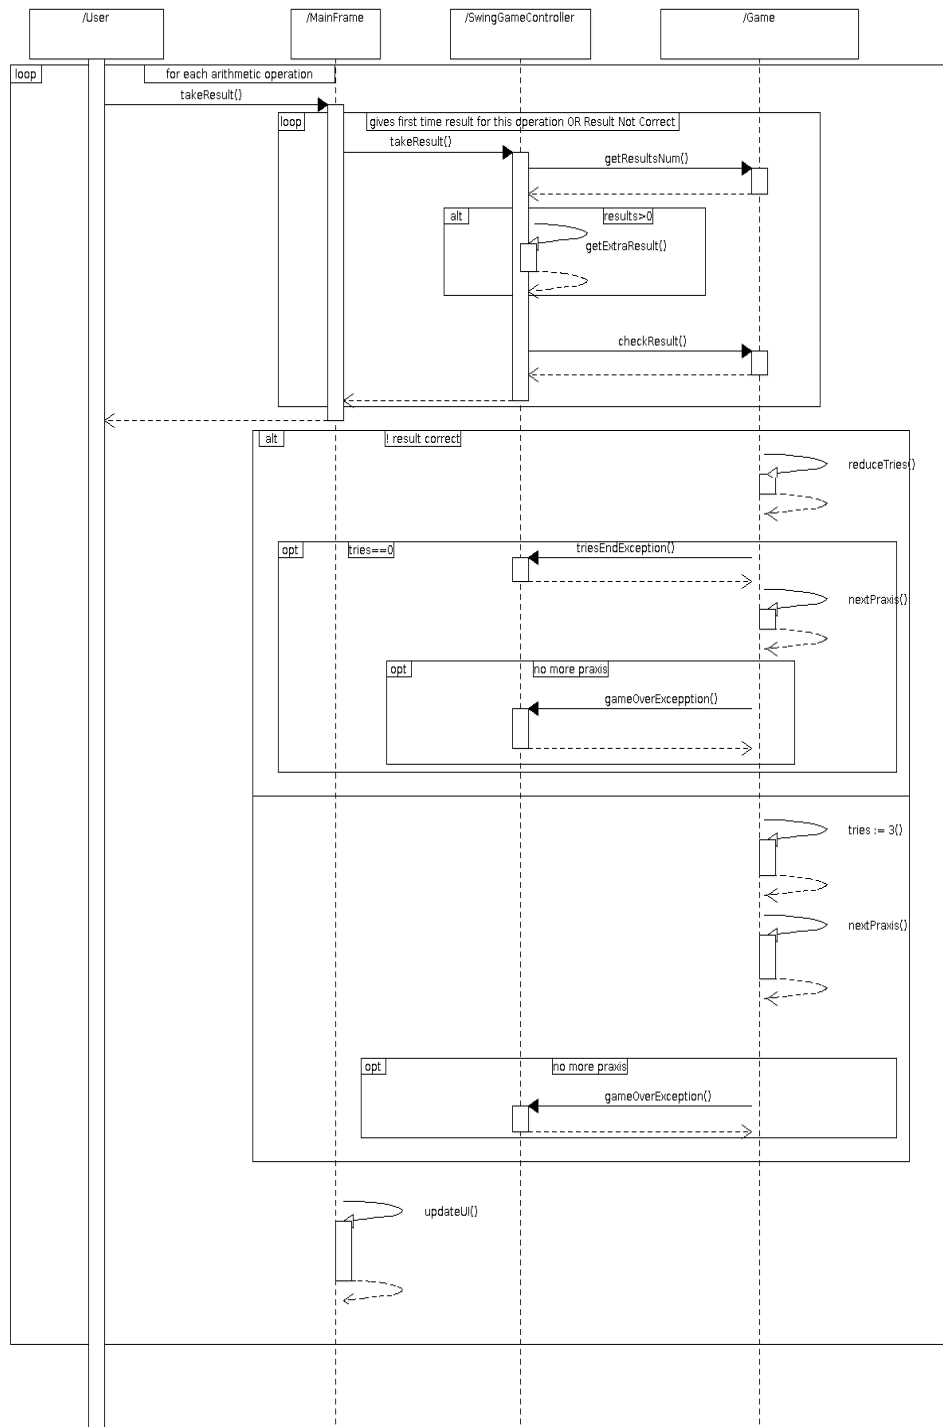 /User
/MainFrame
/SwingGameController
/Game
loop
for each arithmetic operation
takeResult()
loop
gives first time result for this operation OR Result Not Correct
takeResult()
getResultsNum()
alt
results>0
getExtraResult()
checkResult()
alt
! result correct
reduceTries()
opt
tries==0
triesEndException()
nextPraxis()
opt
no more praxis
gameOverExcepption()
tries := 3()
nextPraxis()
opt
no more praxis
gameOverException()
updateUI()